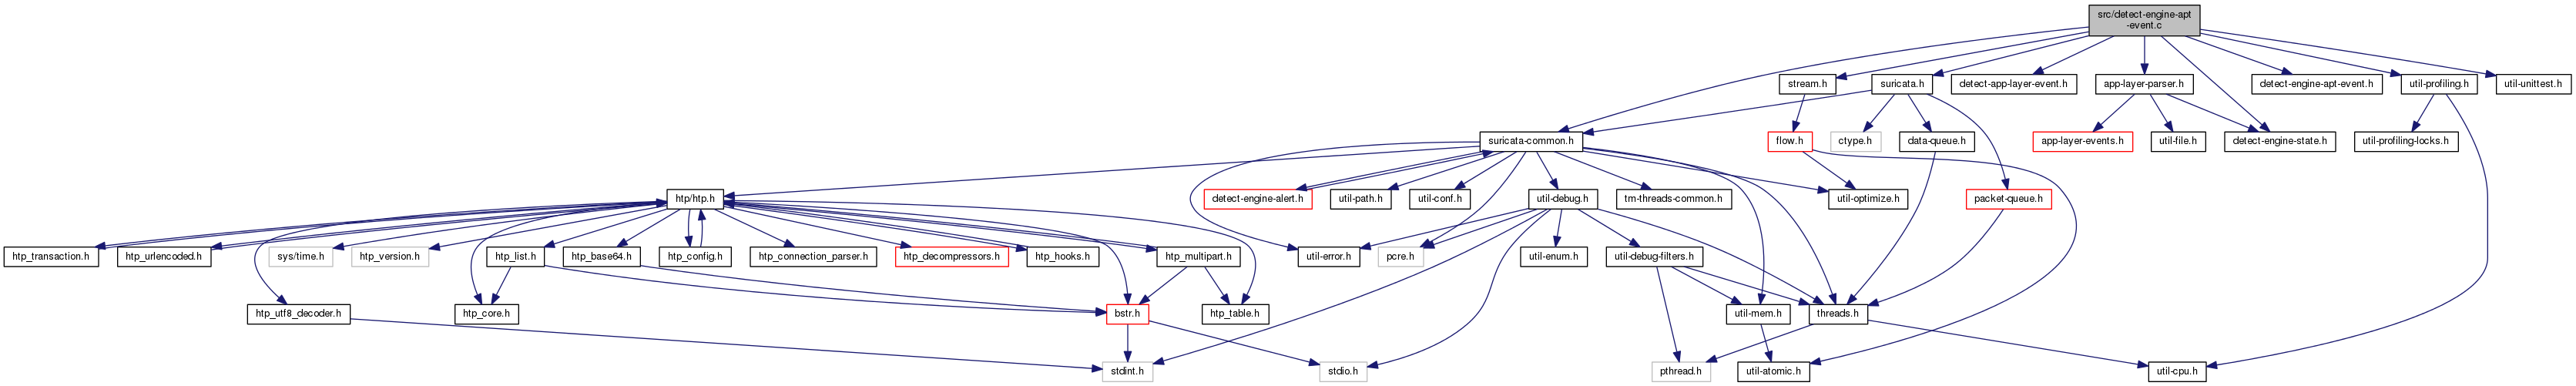 src/detect-engine-apt
-event.c
stream.h
suricata.h
detect-app-layer-event.h
app-layer-parser.h
detect-engine-apt-event.h
util-profiling.h
util-unittest.h
suricata-common.h
flow.h
ctype.h
data-queue.h
app-layer-events.h
util-file.h
detect-engine-state.h
util-profiling-locks.h
htp/htp.h
detect-engine-alert.h
util-path.h
util-conf.h
util-debug.h
tm-threads-common.h
util-optimize.h
packet-queue.h
htp_transaction.h
htp_urlencoded.h
sys/time.h
htp_version.h
htp_list.h
htp_base64.h
htp_config.h
htp_connection_parser.h
htp_decompressors.h
htp_hooks.h
htp_multipart.h
util-error.h
pcre.h
util-enum.h
util-debug-filters.h
htp_utf8_decoder.h
htp_core.h
bstr.h
htp_table.h
util-mem.h
threads.h
stdint.h
stdio.h
pthread.h
util-atomic.h
util-cpu.h